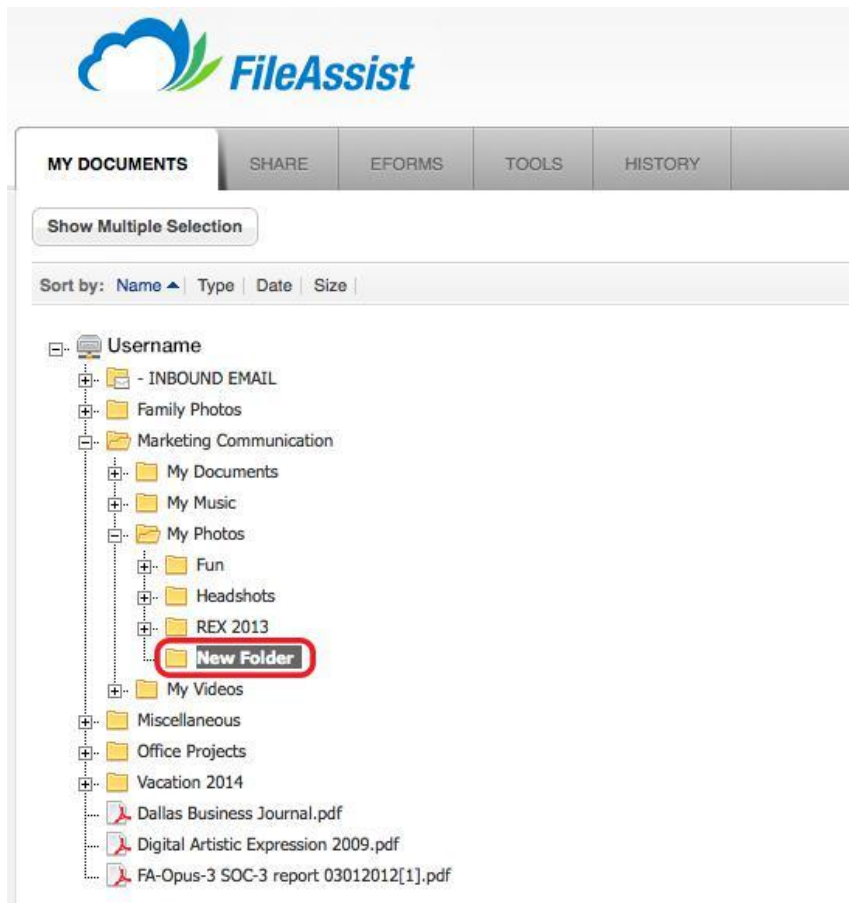 FileAssist
MY DOCUMENTS SHARE EFORMS TOOLS HISTORY
Show Multiple Selection
Sort by: Name Type Date Size
Username
- INBOUND EMAIL
Family Photos
Marketing Communication
My Documents
My Music
My Photos
Fun
Headshots
REX 2013
New Folder
My Videos
Miscellaneous
Office Projects
Vacation 2014
Dallas Business Journal.pdf
Digital Artistic Expression 2009.pdf
FA-Opus-3 SOC-3 report 03012012[1].pdf